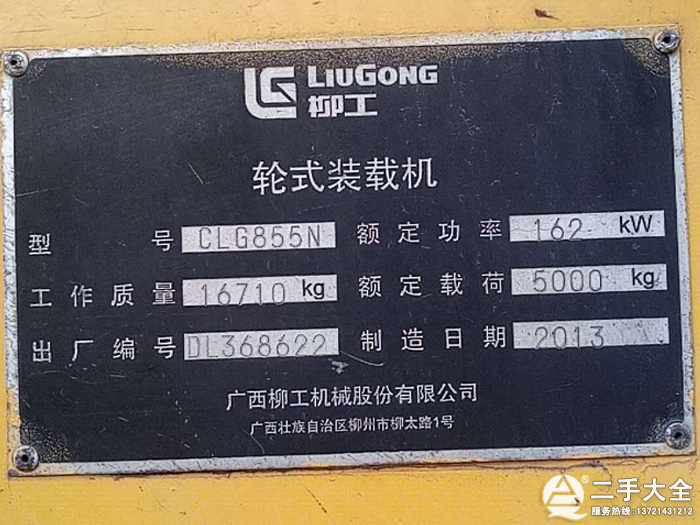 LIUGONG
柳工
轮式装载机
型号 CLG855N 额定功率 162 kW
工作质量 16710 kg 额定载荷 5000 kg
出厂编号 DL368622 制造日期 2013
广西柳工机械股份有限公司
广西壮族自治区柳州市柳太路1号
二手大全
服务热线:13721431212